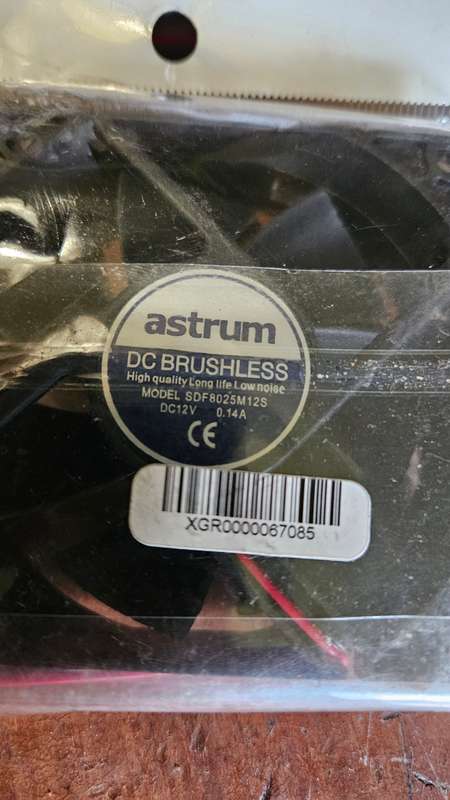 astrum
DC BRUSHLESS
High quality Long life Low noise
MODEL SDF8025M12S
DC12V 0.14A
CE
XGR0000067085